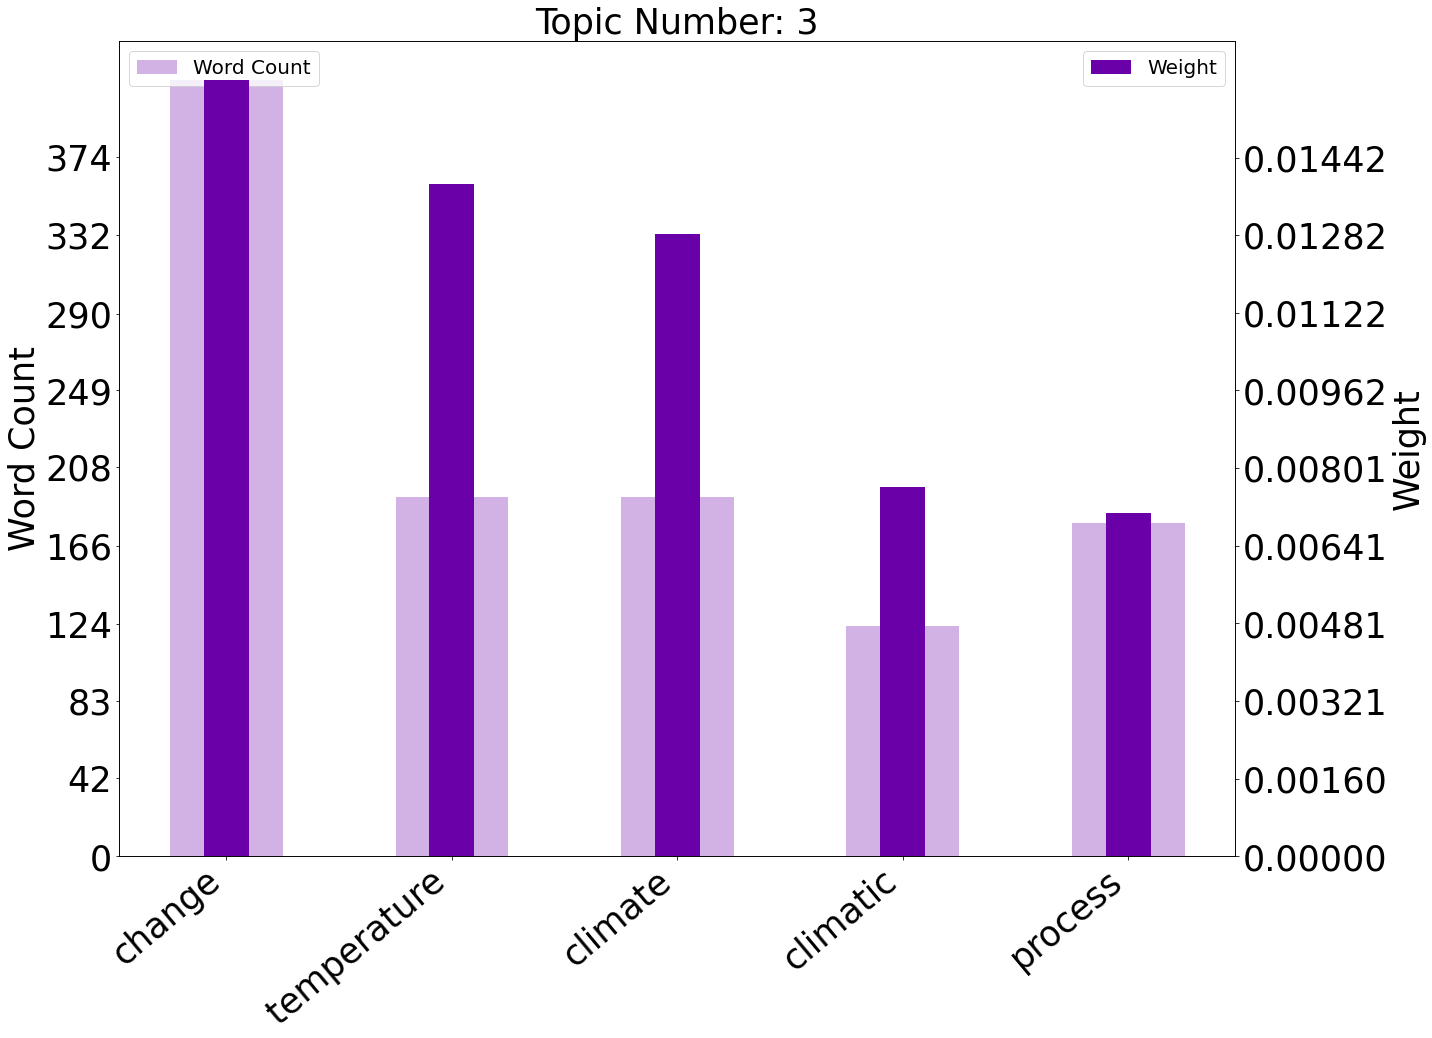 Topic Number: 3
Word Count
Weight
374
332
290
249
208
166
124
83
42
0
Word Count
0.01442
0.01282
0.01122
0.00962
0.00801
0.00641
0.00481
0.00321
0.00160
0.00000
Weight
change
temperature
climate
climatic
process